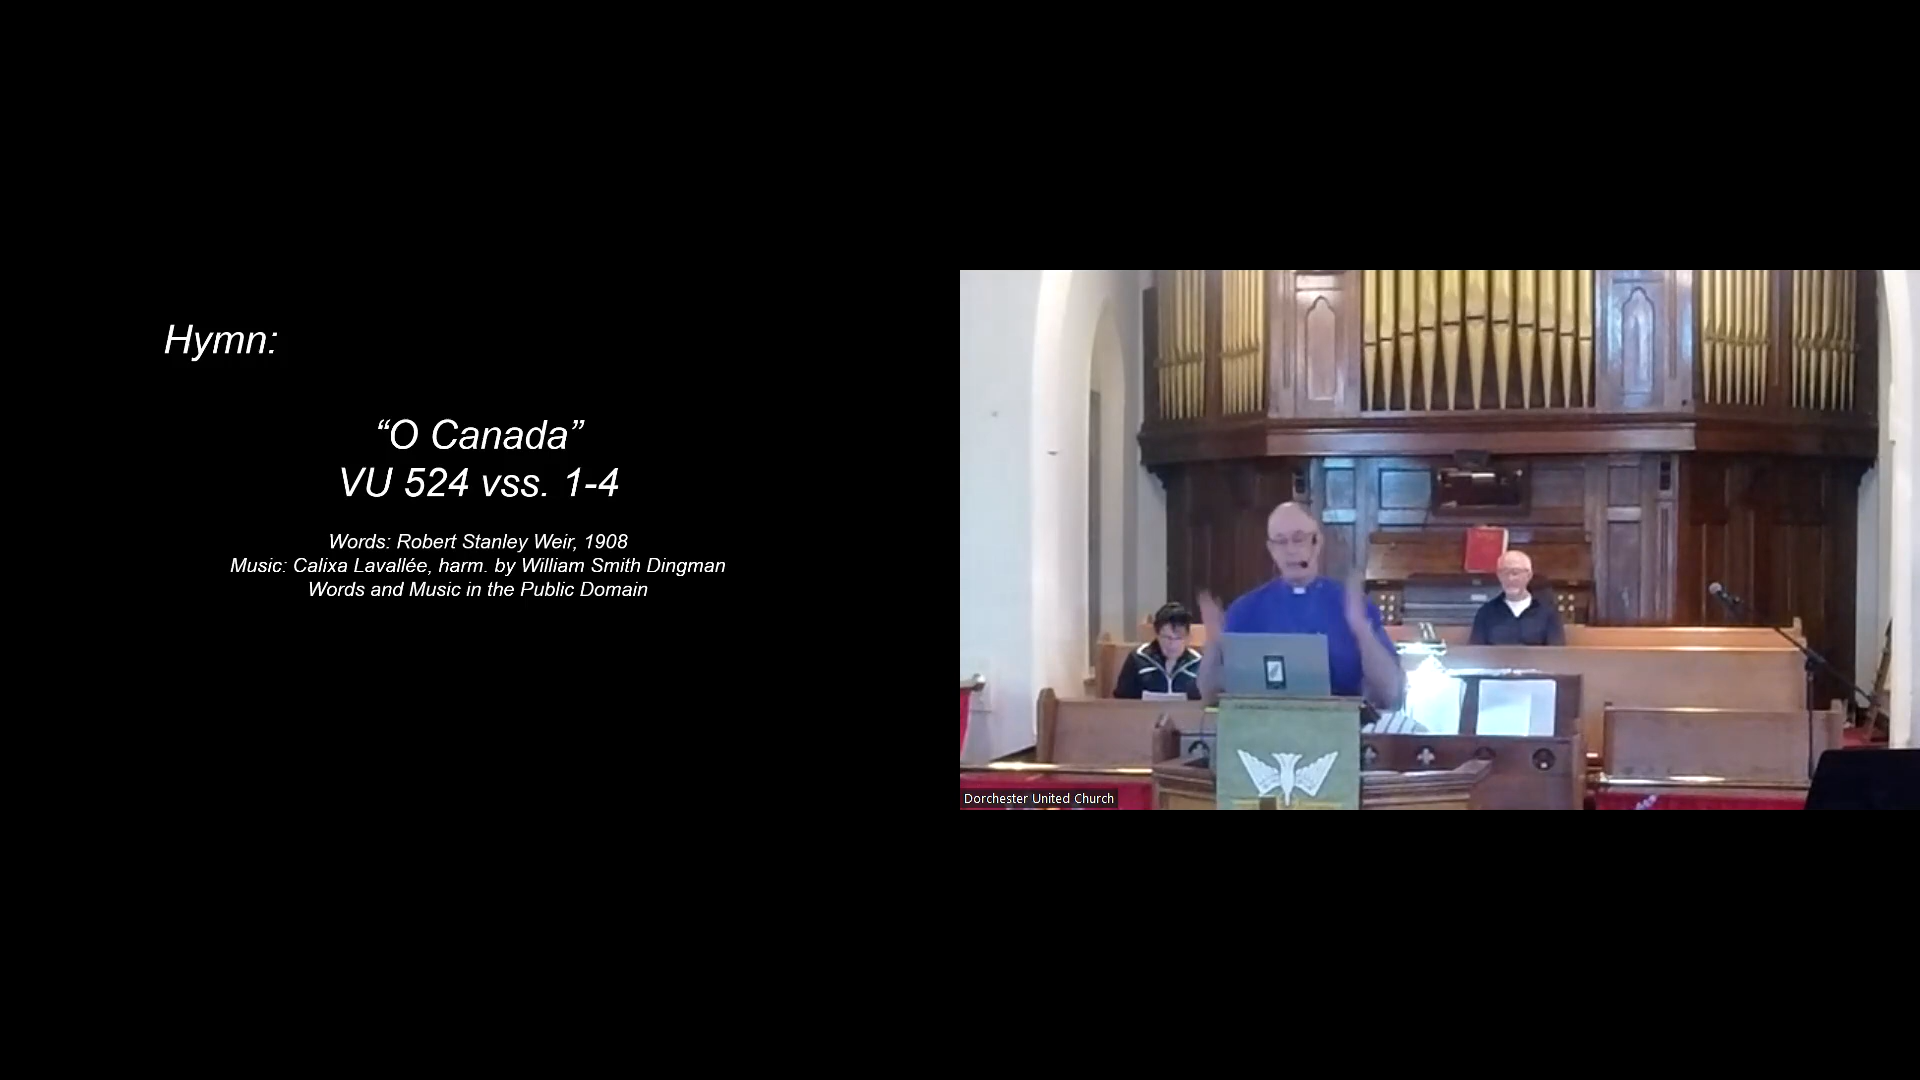 Hymn:
“O Canada”
VU 524 vss. 1-4
Words: Robert Stanley Weir, 1908
Music: Calixa Lavallée, harm. by William Smith Dingman
Words and Music in the Public Domain
Dorchester United Church